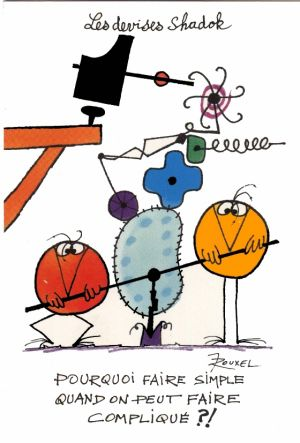 Les devises Shadok
ROUXEL
POURQUOI FAIRE SIMPLE
QUAND ON PEUT FAIRE
COMPLIQUÉ ?!